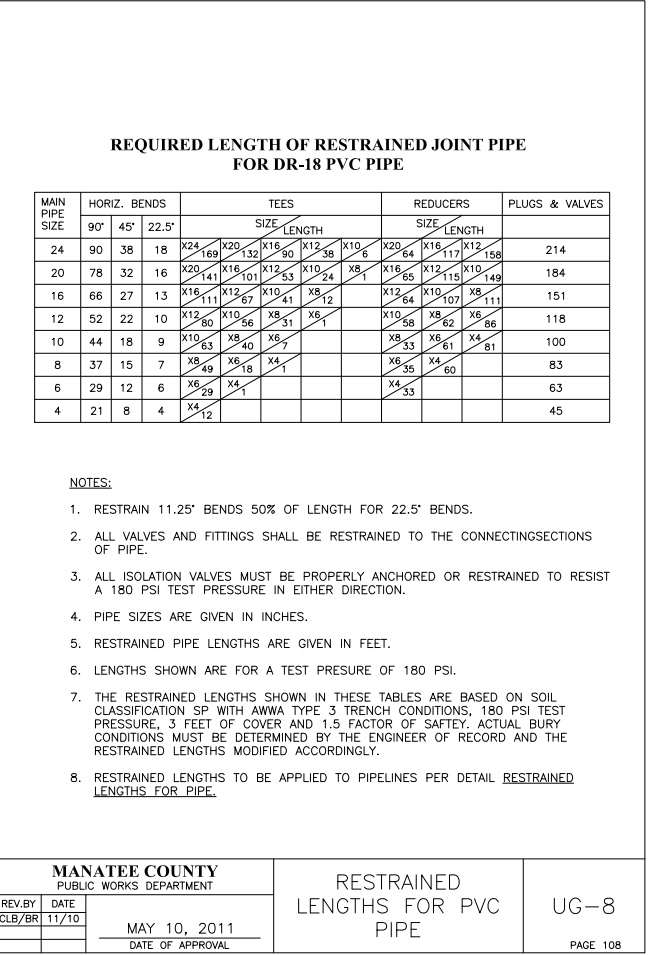 REQUIRED LENGTH OF RESTRAINED JOINT PIPE
FOR DR-18 PVC PIPE
MAIN PIPE SIZE HORIZ. BENDS TEES REDUCERS PLUGS & VALVES
90° 45° 22.5° SIZE/LENGTH SIZE/LENGTH
24 90 38 18 X24/169 X20/132 X16/90 X12/38 X10/6 X20/64 X16/117 X12/158 214
20 78 32 16 X20/141 X16/101 X12/53 X10/24 X8/1 X16/65 X12/115 X10/149 184
16 66 27 13 X16/111 X12/67 X10/41 X8/12 X12/64 X10/107 X8/111 151
12 52 22 10 X12/80 X10/56 X8/31 X6/1 X10/58 X8/62 X6/86 118
10 44 18 9 X10/63 X8/40 X6/7 X8/33 X6/61 X4/81 100
8 37 15 7 X8/49 X6/18 X4/1 X6/35 X4/60 83
6 29 12 6 X6/29 X4/1 X4/33 63
4 21 8 4 X4/12 45
NOTES:
1. RESTRAIN 11.25° BENDS 50% OF LENGTH FOR 22.5° BENDS.
2. ALL VALVES AND FITTINGS SHALL BE RESTRAINED TO THE CONNECTINGSECTIONS
OF PIPE.
3. ALL ISOLATION VALVES MUST BE PROPERLY ANCHORED OR RESTRAINED TO RESIST
A 180 PSI TEST PRESSURE IN EITHER DIRECTION.
4. PIPE SIZES ARE GIVEN IN INCHES.
5. RESTRAINED PIPE LENGTHS ARE GIVEN IN FEET.
6. LENGTHS SHOWN ARE FOR A TEST PRESURE OF 180 PSI.
7. THE RESTRAINED LENGTHS SHOWN IN THESE TABLES ARE BASED ON SOIL
CLASSIFICATION SP WITH AWWA TYPE 3 TRENCH CONDITIONS, 180 PSI TEST
PRESSURE, 3 FEET OF COVER AND 1.5 FACTOR OF SAFTEY. ACTUAL BURY
CONDITIONS MUST BE DETERMINED BY THE ENGINEER OF RECORD AND THE
RESTRAINED LENGTHS MODIFIED ACCORDINGLY.
8. RESTRAINED LENGTHS TO BE APPLIED TO PIPELINES PER DETAIL RESTRAINED
LENGTHS FOR PIPE.
MANATEE COUNTY
PUBLIC WORKS DEPARTMENT
REV.BY DATE
CLB/BR 11/10
MAY 10, 2011
DATE OF APPROVAL
RESTRAINED
LENGTHS FOR PVC
PIPE
UG-8
PAGE 108